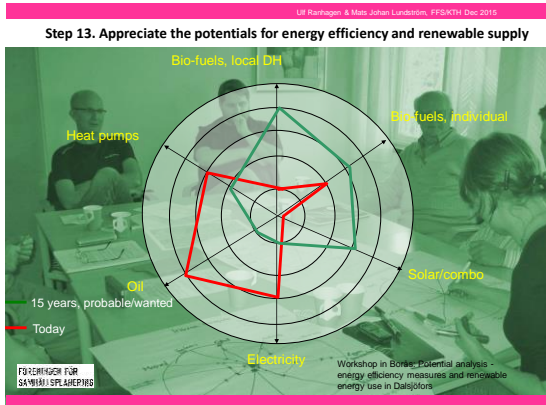 Ulf Ranhagen & Mats Johan Lundström, FFS/KTH Dec 2015
Step 13. Appreciate the potentials for energy efficiency and renewable supply
Bio-fuels, local DH
Bio-fuels, individual
Heat pumps
Solar/combo
Oil
15 years, probable/wanted
Today
Electricity
Workshop in Borås: Potential analysis -
energy efficiency measures and renewable
energy use in Dalsjöfors
FÖRENINGEN FÖR
SAMHÄLLSPLANERING